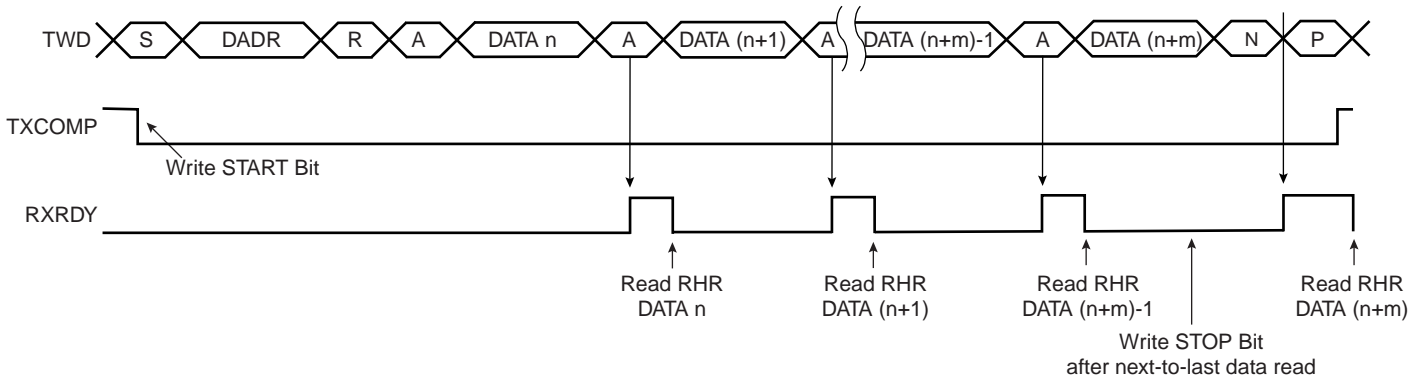 TWD S DADR R A DATA n A DATA (n+1) A DATA (n+m)-1 A DATA (n+m) N P
TXCOMP
Write START Bit
RXRDY
Read RHR Read RHR Read RHR Read RHR
DATA n DATA (n+1) DATA (n+m)-1 DATA (n+m)
Write STOP Bit
after next-to-last data read